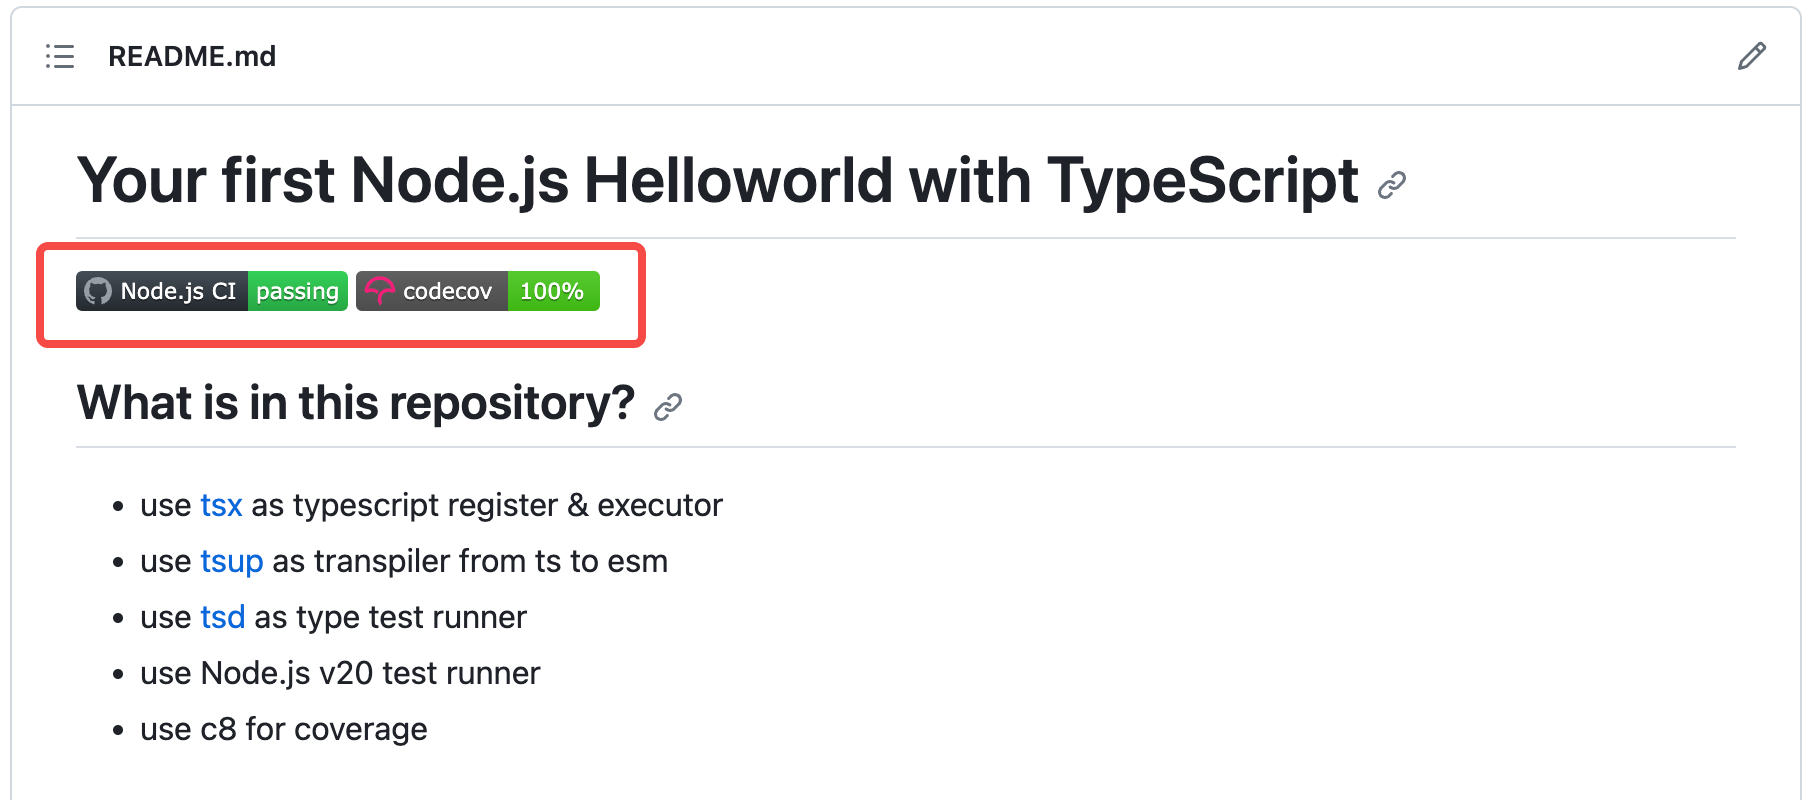 README.md
Your first Node.js Helloworld with TypeScript
Node.js CI passing codecov 100%
What is in this repository?
use tsx as typescript register & executor
use tsup as transpiler from ts to esm
use tsd as type test runner
use Node.js v20 test runner
use c8 for coverage